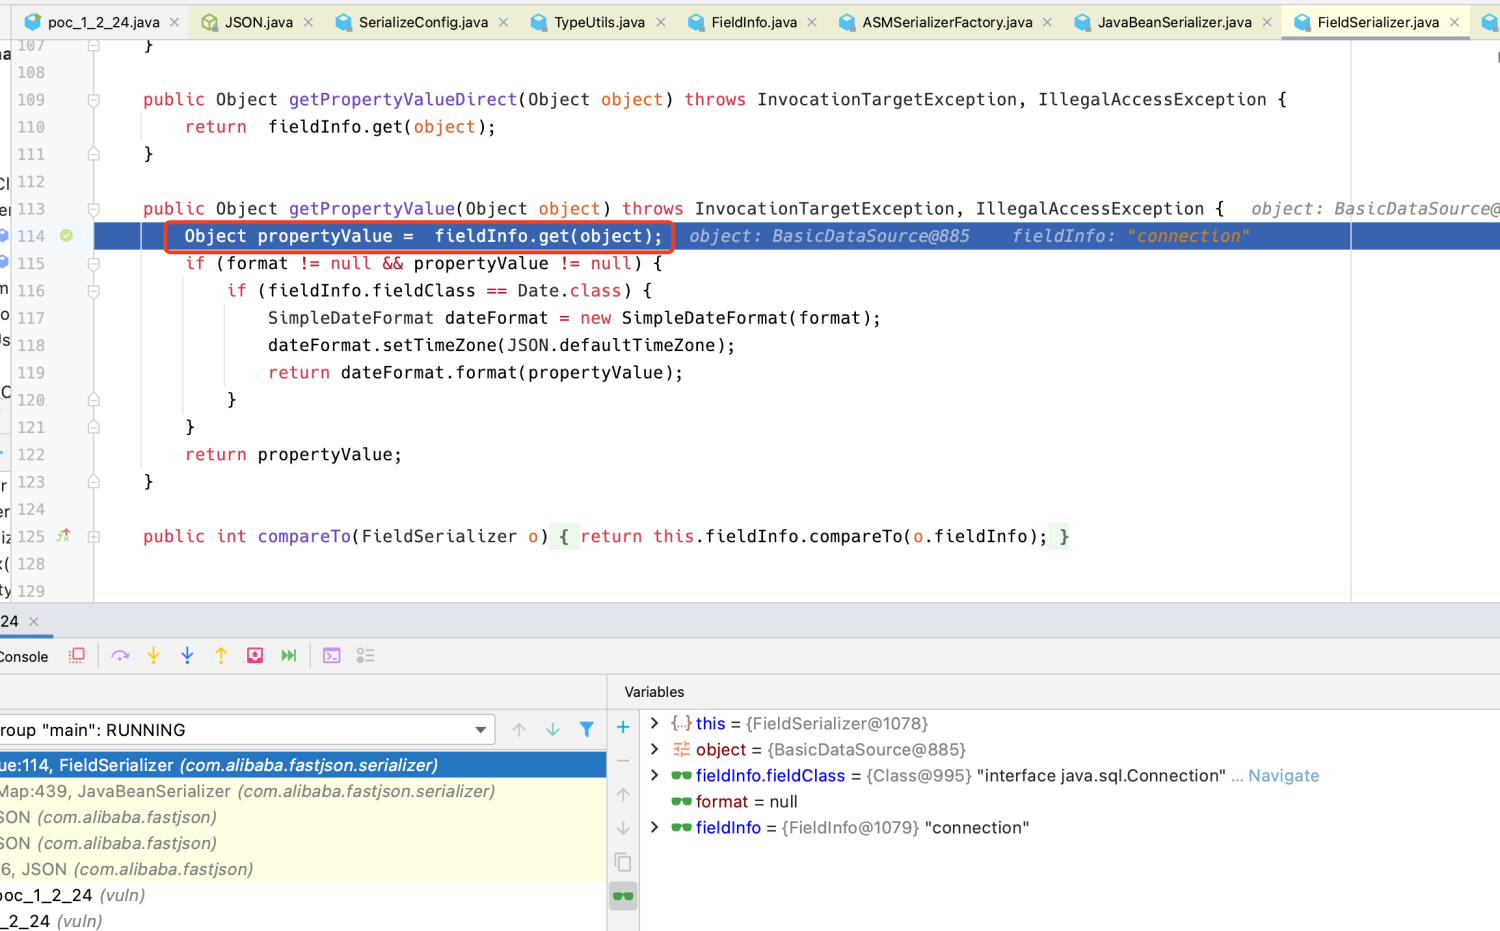 poc_1_2_24.java JSON.java SerializeConfig.java TypeUtils.java FieldInfo.java ASMSerializerFactory.java JavaBeanSerializer.java FieldSerializer.java
107 }
108
109 public Object getPropertyValueDirect(Object object) throws InvocationTargetException, IllegalAccessException {
110 return fieldInfo.get(object);
111 }
112
113 public Object getPropertyValue(Object object) throws InvocationTargetException, IllegalAccessException { object: BasicDataSource@
114 Object propertyValue = fieldInfo.get(object); object: BasicDataSource@885 fieldInfo: "connection"
115 if (format != null && propertyValue != null) {
116 if (fieldInfo.fieldClass == Date.class) {
117 SimpleDateFormat dateFormat = new SimpleDateFormat(format);
118 dateFormat.setTimeZone(JSON.defaultTimeZone);
119 return dateFormat.format(propertyValue);
120 }
121 }
122 return propertyValue;
123 }
124
125 public int compareTo(FieldSerializer o) { return this.fieldInfo.compareTo(o.fieldInfo); }
128
129
24
Console
Variables
roup "main": RUNNING
ue:114, FieldSerializer (com.alibaba.fastjson.serializer)
Map:439, JavaBeanSerializer (com.alibaba.fastjson.serializer)
SON (com.alibaba.fastjson)
SON (com.alibaba.fastjson)
6, JSON (com.alibaba.fastjson)
poc_1_2_24 (vuln)
_2_24 (vuln)
this = {FieldSerializer@1078}
object = {BasicDataSource@885}
fieldInfo.fieldClass = {Class@995} "interface java.sql.Connection" ... Navigate
format = null
fieldInfo = {FieldInfo@1079} "connection"